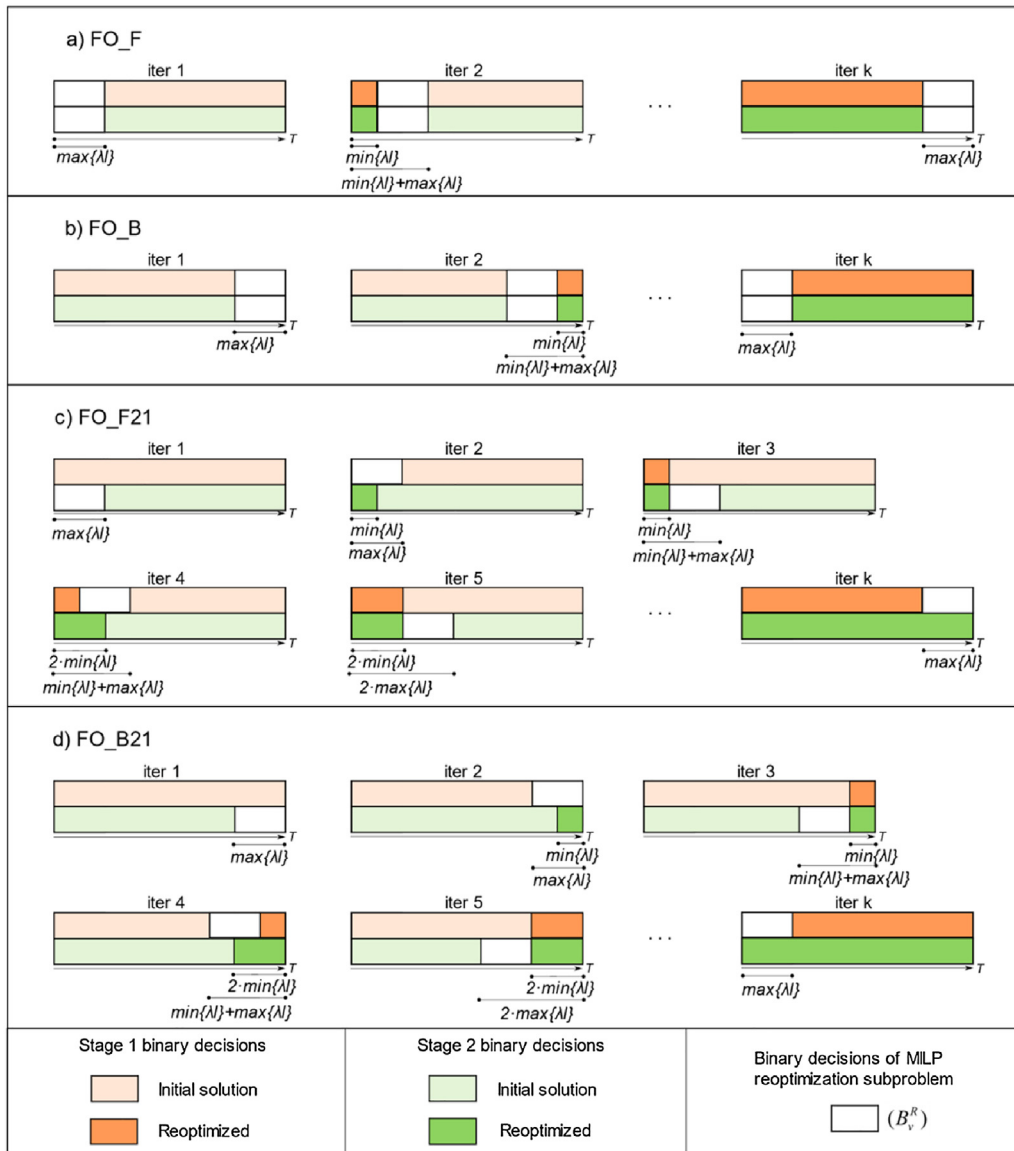 a) FO_F
iter 1
iter 2
iter k
. . .
T
T
T
max{λl}
min{λl}
max{λl}
min{λl}+max{λl}
b) FO_B
iter 1
iter 2
iter k
. . .
T
T
T
max{λl}
min{λl}
max{λl}
min{λl}+max{λl}
c) FO_F21
iter 1
iter 2
iter 3
T
T
T
max{λl}
min{λl}
min{λl}
max{λl}
min{λl}+max{λl}
iter 4
iter 5
iter k
. . .
T
T
T
2·min{λl}
2·min{λl}
max{λl}
min{λl}+max{λl}
2·max{λl}
d) FO_B21
iter 1
iter 2
iter 3
T
T
T
max{λl}
min{λl}
min{λl}
max{λl}
min{λl}+max{λl}
iter 4
iter 5
iter k
. . .
T
T
T
2·min{λl}
2·min{λl}
max{λl}
min{λl}+max{λl}
2·max{λl}
Stage 1 binary decisions
Initial solution
Reoptimized
Stage 2 binary decisions
Initial solution
Reoptimized
Binary decisions of MILP
reoptimization subproblem
(B_v^R)